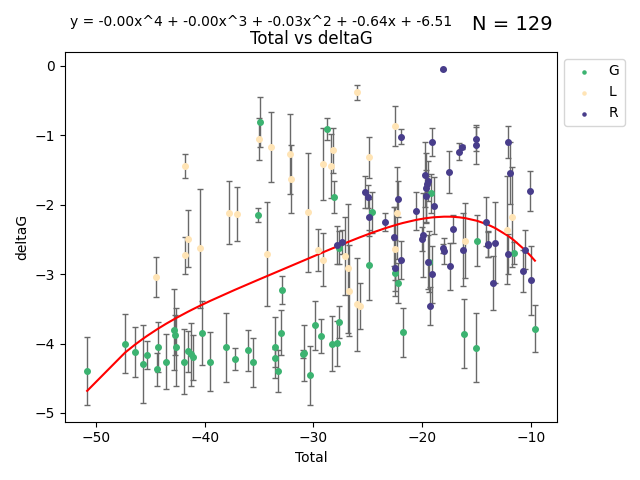 y = -0.00x^4 + -0.00x^3 + -0.03x^2 + -0.64x + -6.51
N = 129
Total vs deltaG
G
L
R
deltaG
0
−1
−2
−3
−4
−5
−50
−40
−30
−20
−10
Total